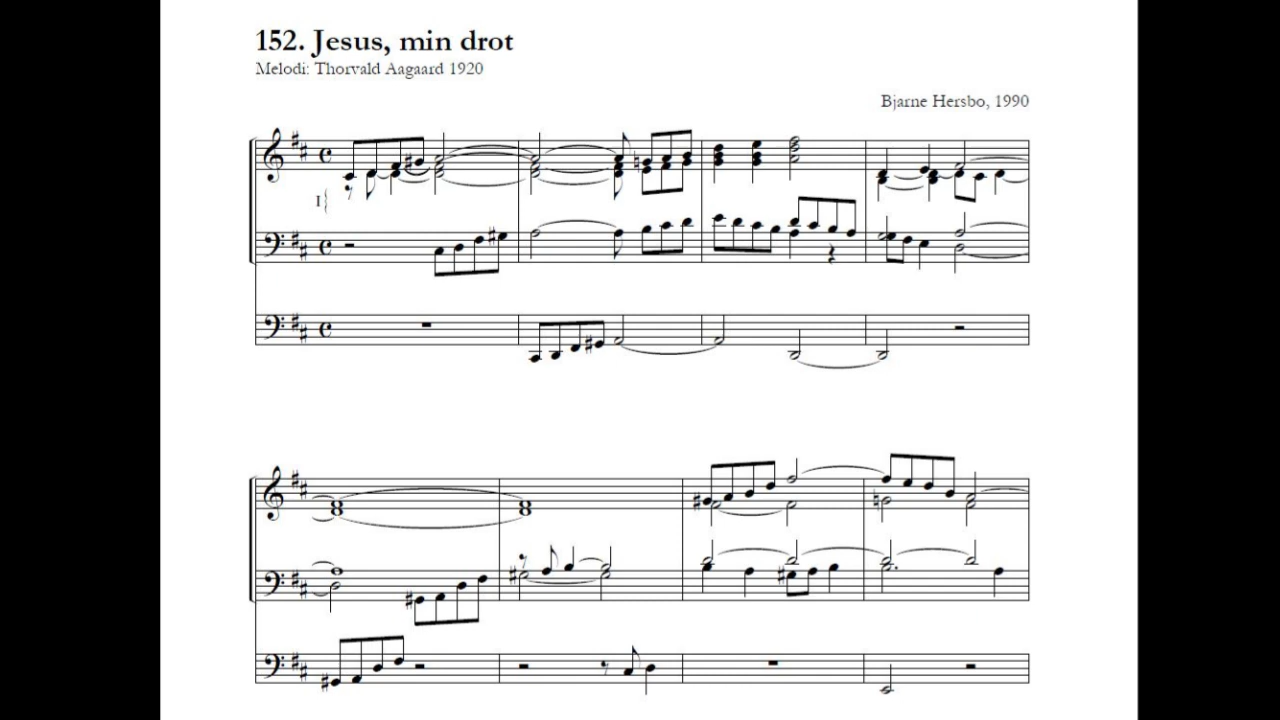 152. Jesus, min drot
Melodi: Thorvald Aagaard 1920
Bjarne Hersbo, 1990
I